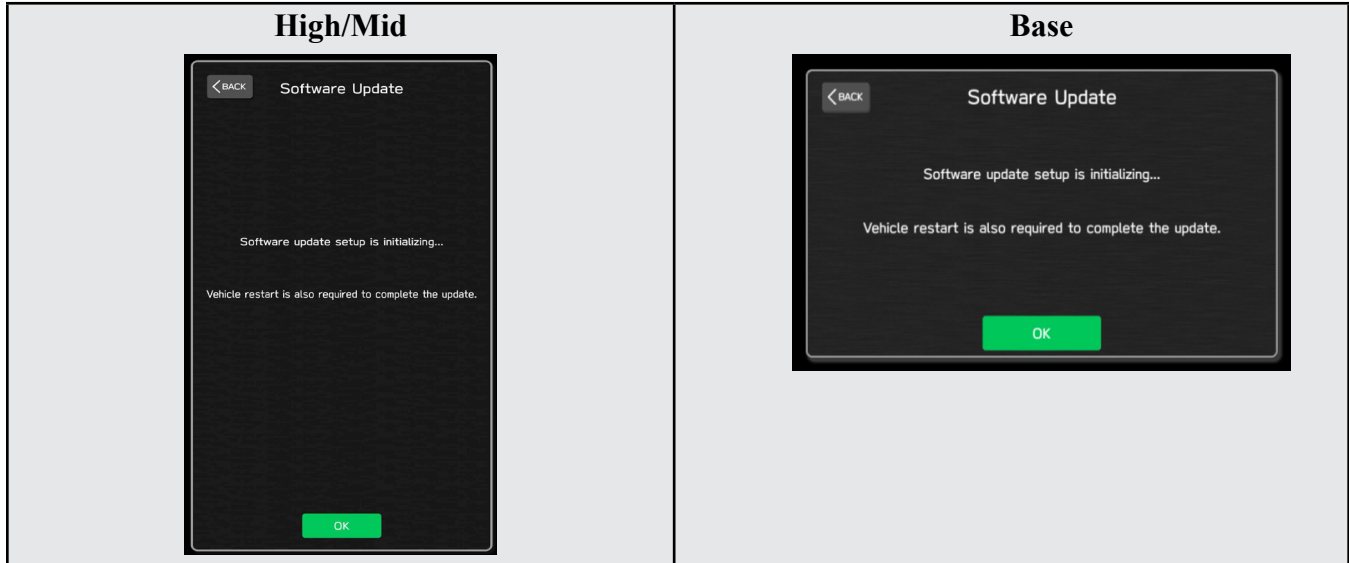 High/Mid
BACK
Software Update
Software update setup is initializing...
Vehicle restart is also required to complete the update.
OK
Base
BACK
Software Update
Software update setup is initializing...
Vehicle restart is also required to complete the update.
OK